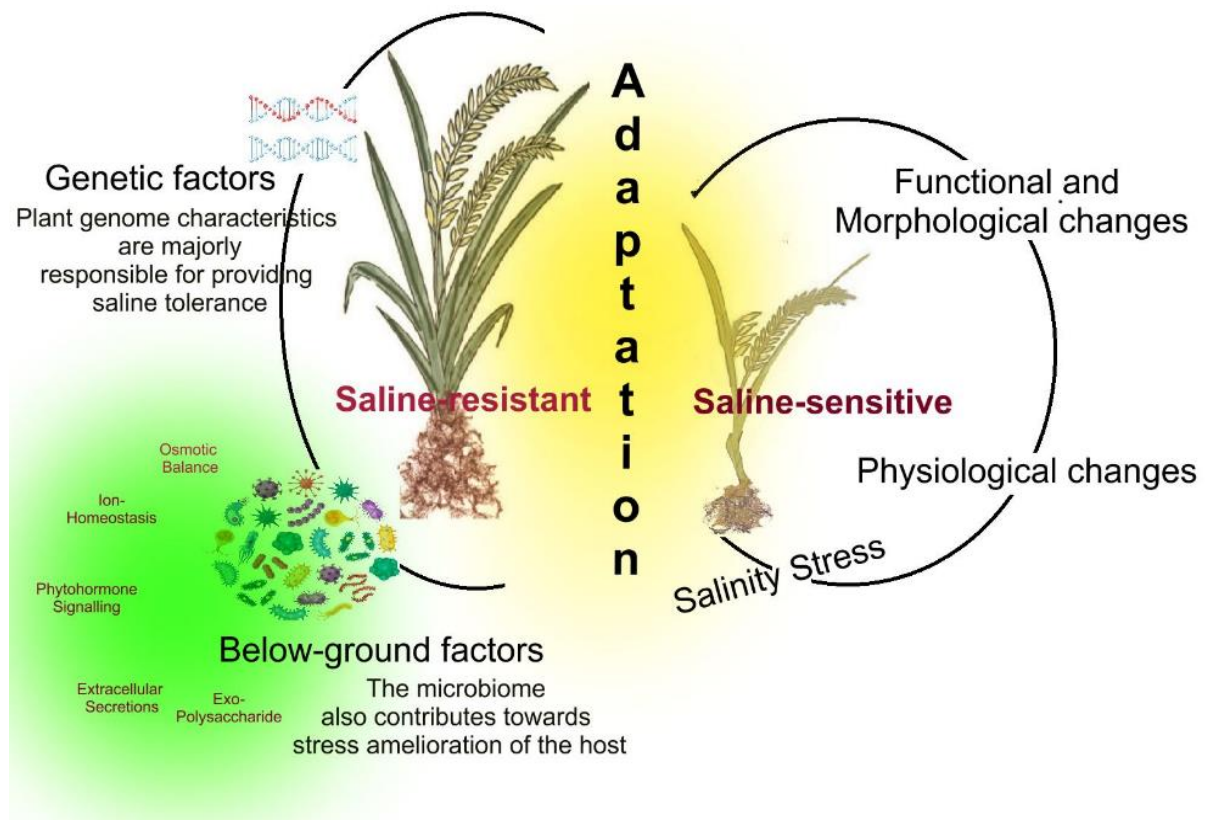 Adaptation
Genetic factors
Plant genome characteristics
are majorly
responsible for providing
saline tolerance
Functional and
Morphological changes
Saline-resistant
Saline-sensitive
Osmotic
Balance
Ion-
Homeostasis
Physiological changes
Salinity Stress
Phytohormone
Signalling
Below-ground factors
The microbiome
also contributes towards
stress amelioration of the host
Extracellular
Secretions
Exo-
Polysaccharide